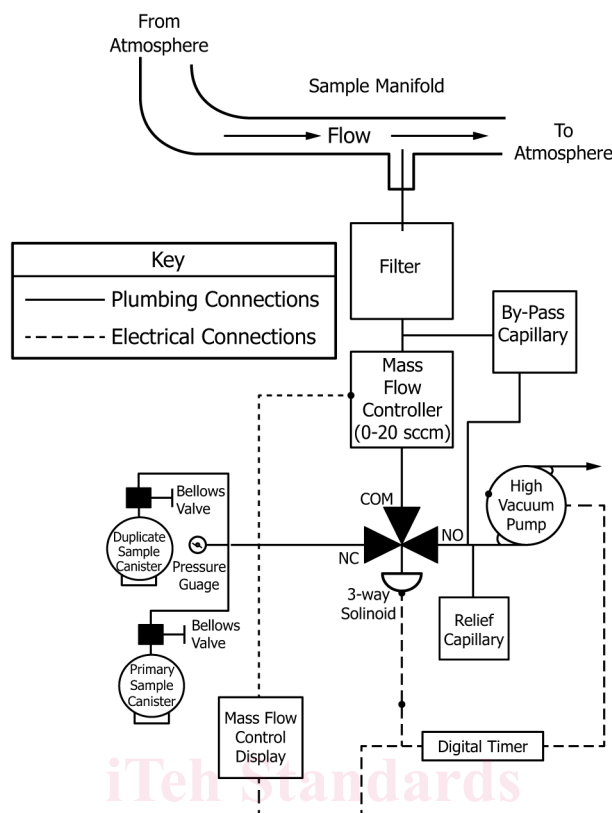 From
Atmosphere
Sample Manifold
Flow
To
Atmosphere
Filter
Key
Plumbing Connections
Electrical Connections
By-Pass
Capillary
Mass
Flow
Controller
(0-20 sccm)
COM
High
Vacuum
Pump
Bellows
Valve
Duplicate
Sample
Canister
Pressure
Guage
NC
NO
3-way
Solinoid
Relief
Capillary
Bellows
Valve
Primary
Sample
Canister
Mass Flow
Control
Display
Digital Timer
iTeh Standards